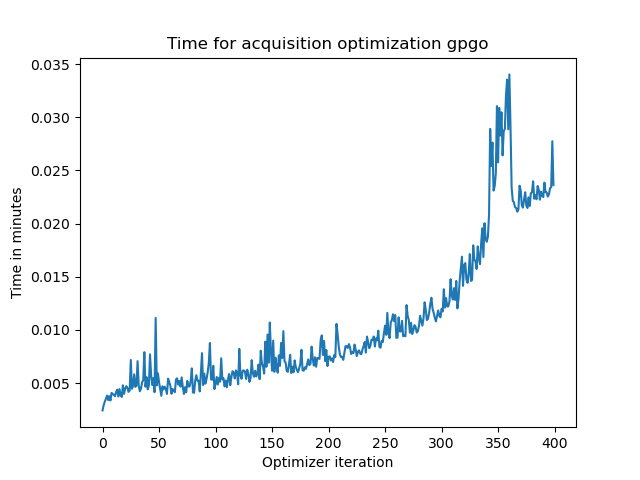 Time for acquisition optimization gpgo
0.035
0.030
0.025
0.020
0.015
0.010
0.005
Time in minutes
0 50 100 150 200 250 300 350 400
Optimizer iteration